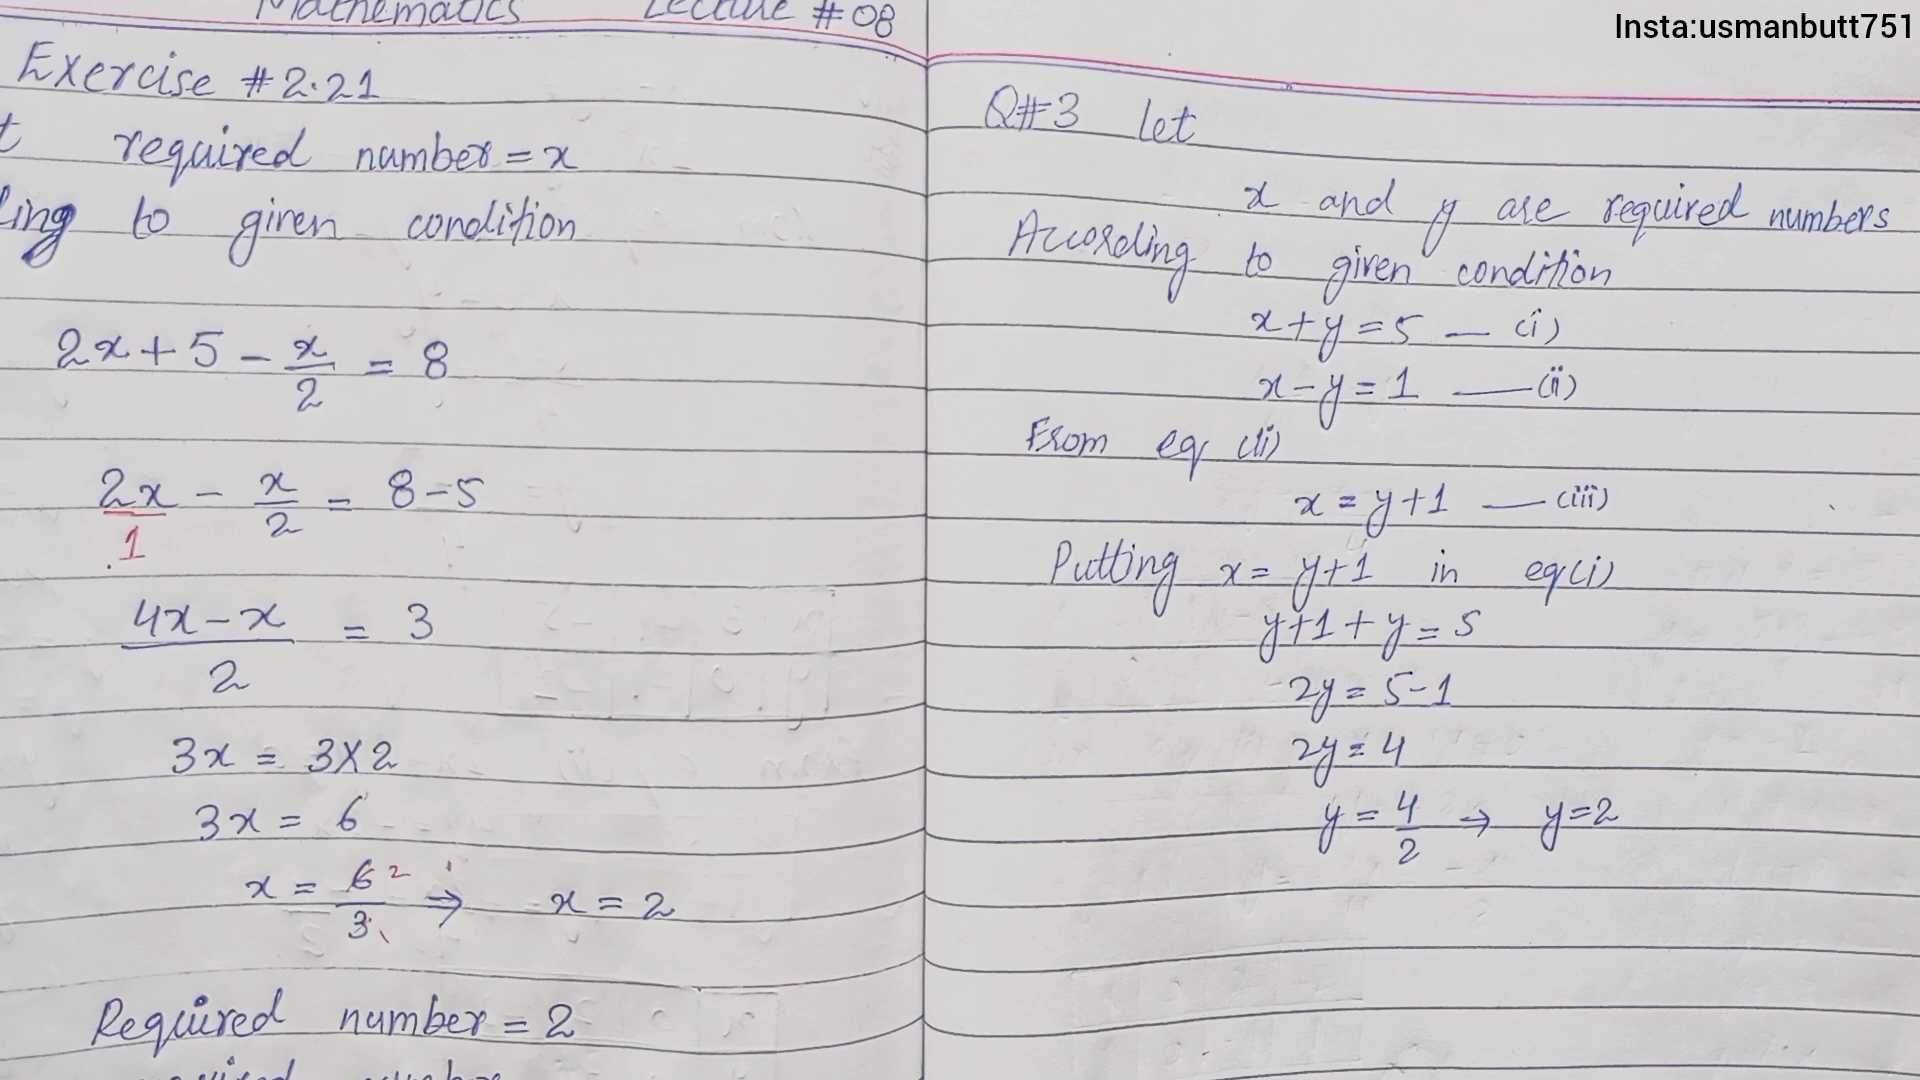 Mathematics Lecture #08
Insta:usmanbutt751
Exercise #2.21
required number = x
to given condition
2x + 5 - x/2 = 8
2x/1 - x/2 = 8 - 5
4x - x/2 = 3
3x = 3×2
3x = 6
x = 6/3 2 ⇒ x = 2
Required number = 2
Q#3 let
x and y are required numbers
According to given condition
x + y = 5 — (i)
x - y = 1 — (ii)
From eq (ii)
x = y+1 — (iii)
Putting x = y+1 in eq(i)
y+1 + y = 5
2y = 5-1
2y = 4
y = 4/2 → y=2